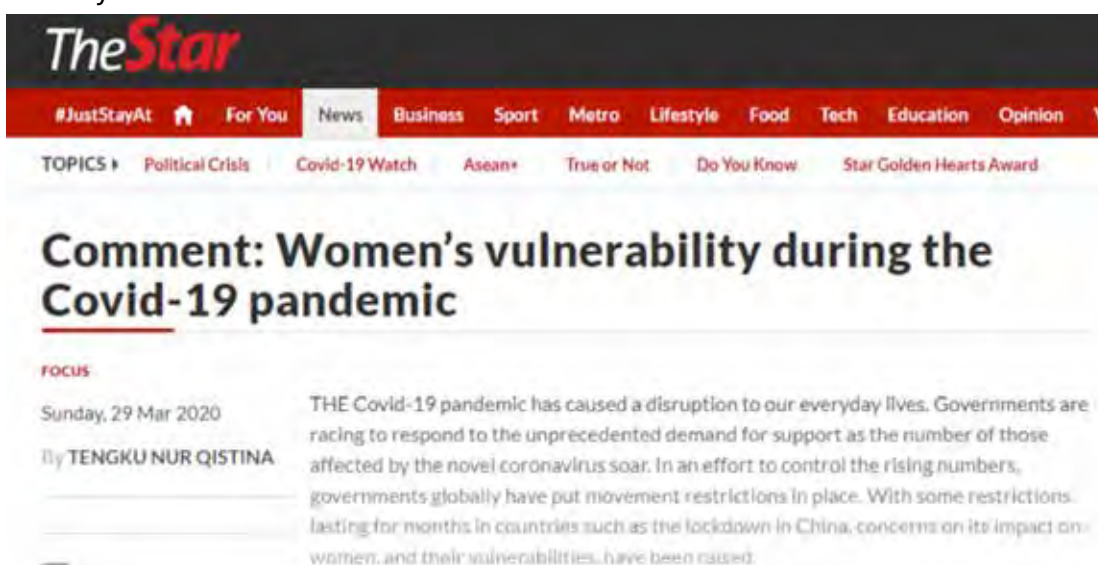 TheStar
#JustStayAt For You News Business Sport Metro Lifestyle Food Tech Education Opinion
TOPICS Political Crisis Covid-19 Watch Asean+ True or Not Do You Know Star Golden Hearts Award
Comment: Women's vulnerability during the
Covid-19 pandemic
FOCUS
Sunday, 29 Mar 2020
By TENGKU NUR QISTINA
THE Covid-19 pandemic has caused a disruption to our everyday lives. Governments are
racing to respond to the unprecedented demand for support as the number of those
affected by the novel coronavirus soar. In an effort to control the rising numbers,
governments globally have put movement restrictions in place. With some restrictions
lasting for months in countries such as the lockdown in China, concerns on its impact on
women, and their vulnerabilities, have been raised.